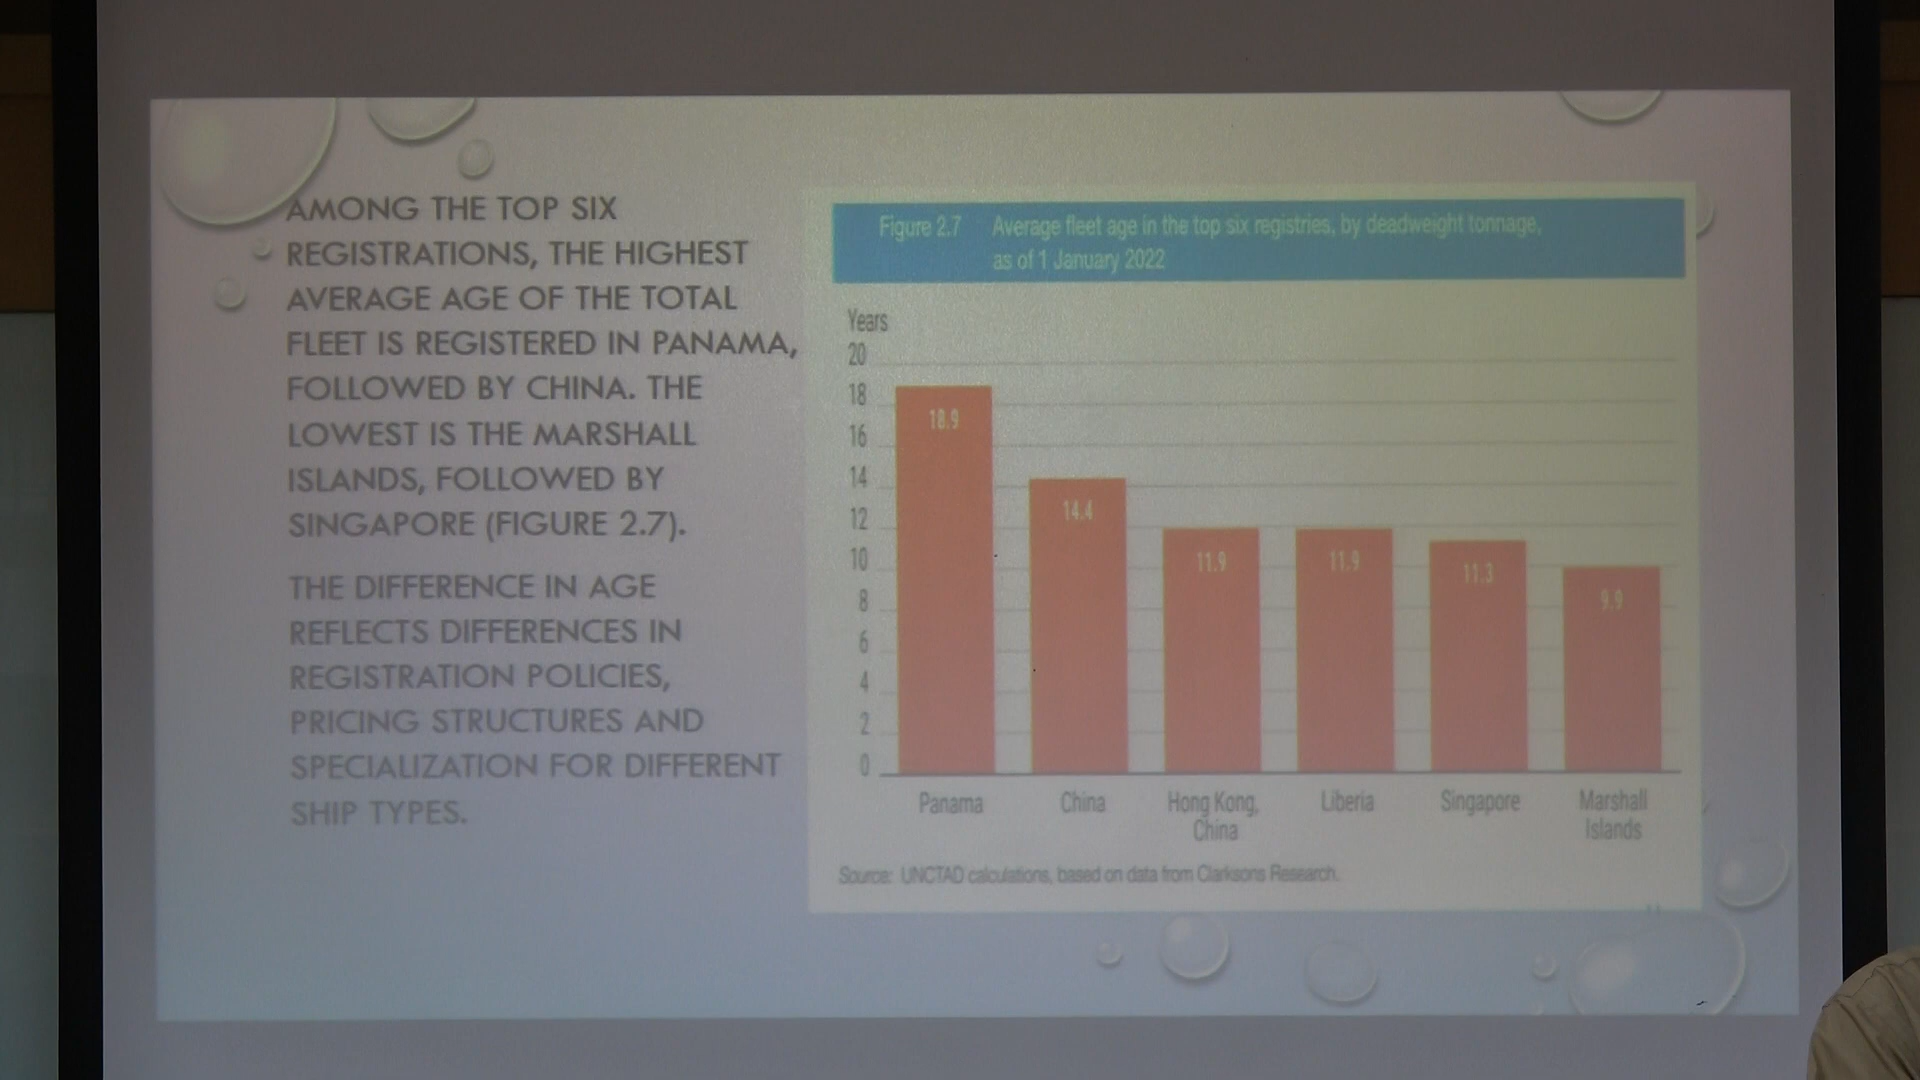 AMONG THE TOP SIX
REGISTRATIONS, THE HIGHEST
AVERAGE AGE OF THE TOTAL
FLEET IS REGISTERED IN PANAMA,
FOLLOWED BY CHINA. THE
LOWEST IS THE MARSHALL
ISLANDS, FOLLOWED BY
SINGAPORE (FIGURE 2.7).
THE DIFFERENCE IN AGE
REFLECTS DIFFERENCES IN
REGISTRATION POLICIES,
PRICING STRUCTURES AND
SPECIALIZATION FOR DIFFERENT
SHIP TYPES.
Figure 2.7 Average fleet age in the top six registries, by deadweight tonnage,
as of 1 January 2022
Years
20
18
16
14
12
10
8
6
4
2
0
18.9
14.4
11.9
11.9
11.3
9.9
Panama China Hong Kong, Liberia Singapore Marshall
China Islands
Source: UNCTAD calculations, based on data from Clarksons Research.